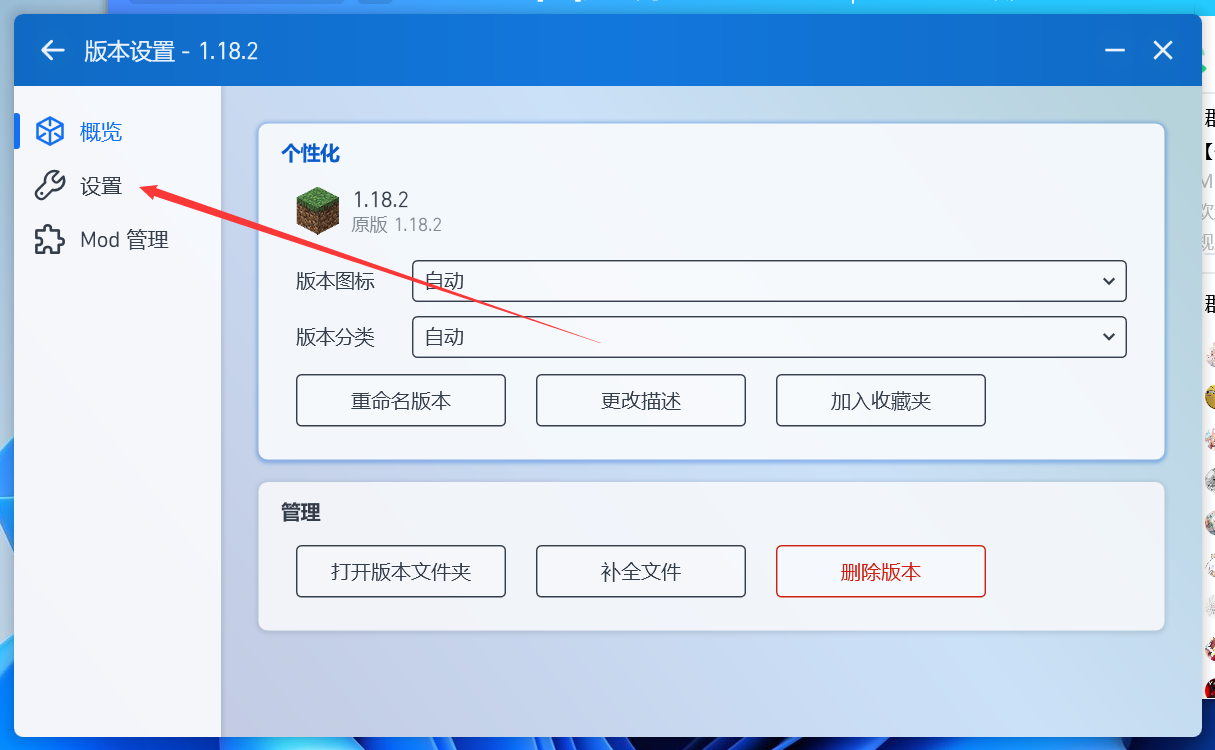 版本设置 - 1.18.2
概览
设置
Mod 管理
个性化
1.18.2
原版 1.18.2
版本图标
自动
版本分类
自动
重命名版本
更改描述
加入收藏夹
管理
打开版本文件夹
补全文件
删除版本